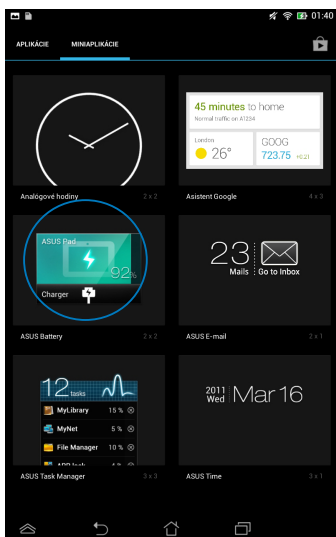 01:40
APLIKÁCIE MINIAPLIKÁCIE
45 minutes to home
Normal traffic on A1234
London
26°
GOOG
723.75 +0.21
Analógové hodiny 2 x 2
Asistent Google 4 x 3
ASUS Pad
92%
Charger
23
Mails
Go to Inbox
ASUS Battery 2 x 2
ASUS E-mail 2 x 1
12 tasks
MyLibrary 15 %
MyNet 5 %
File Manager 10 %
2011
Wed
Mar 16
ASUS Task Manager 3 x 3
ASUS Time 3 x 1